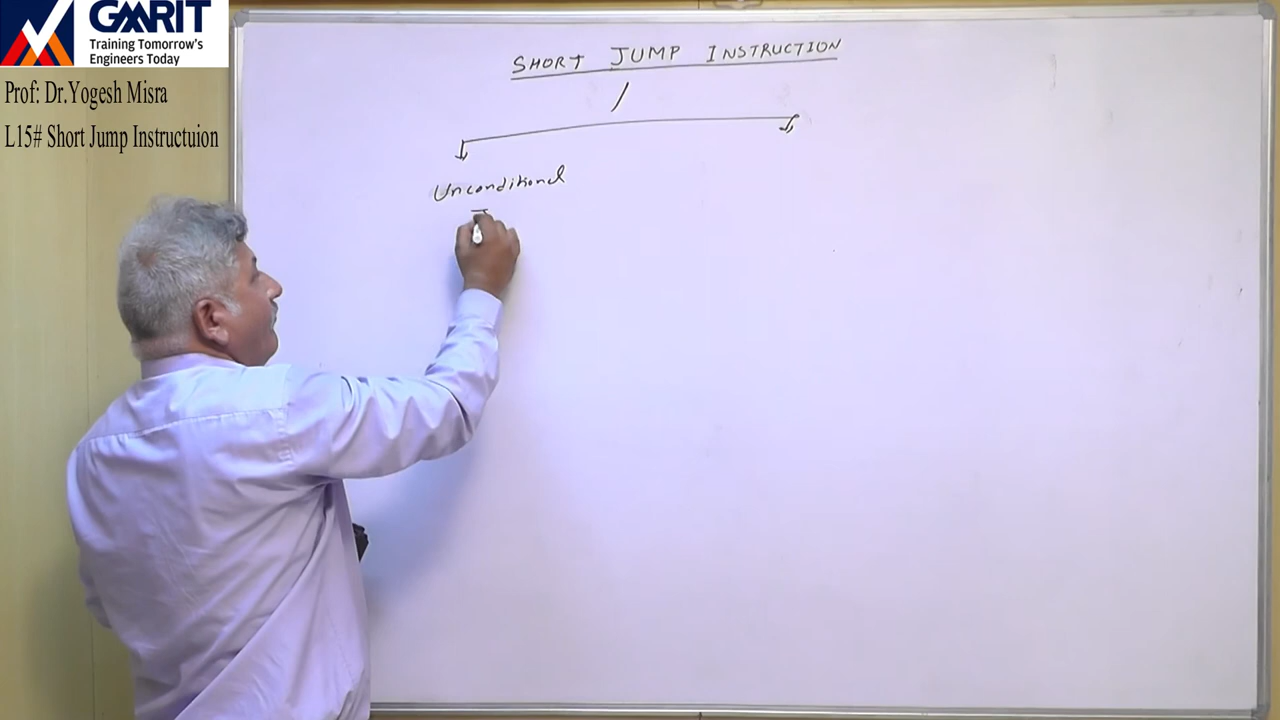 GMRIT
Training Tomorrow's
Engineers Today
Prof: Dr.Yogesh Misra
L15# Short Jump Instructuion
SHORT JUMP INSTRUCTION
Unconditional